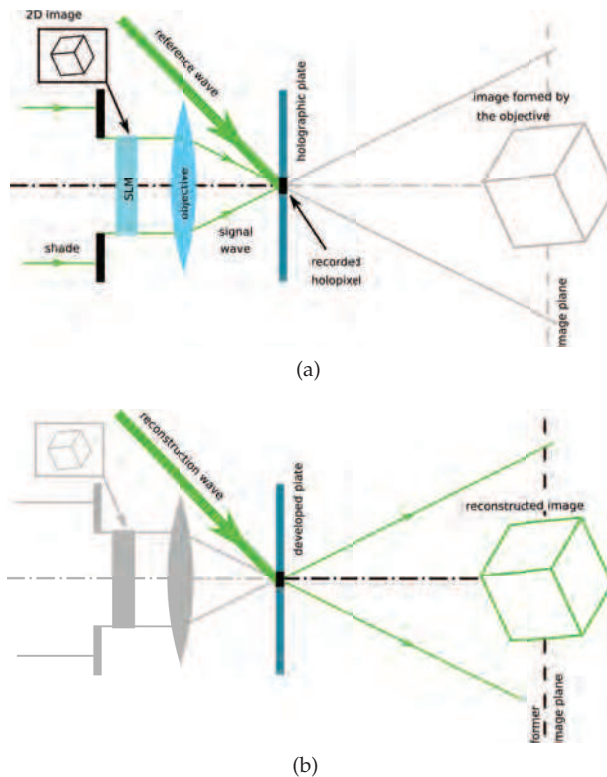 2D image
reference wave
holographic plate
image formed by
the objective
SLM
objective
shade
signal
wave
recorded
holopixel
image plane
(a)
reconstruction wave
developed plate
reconstructed image
former
image plane
(b)